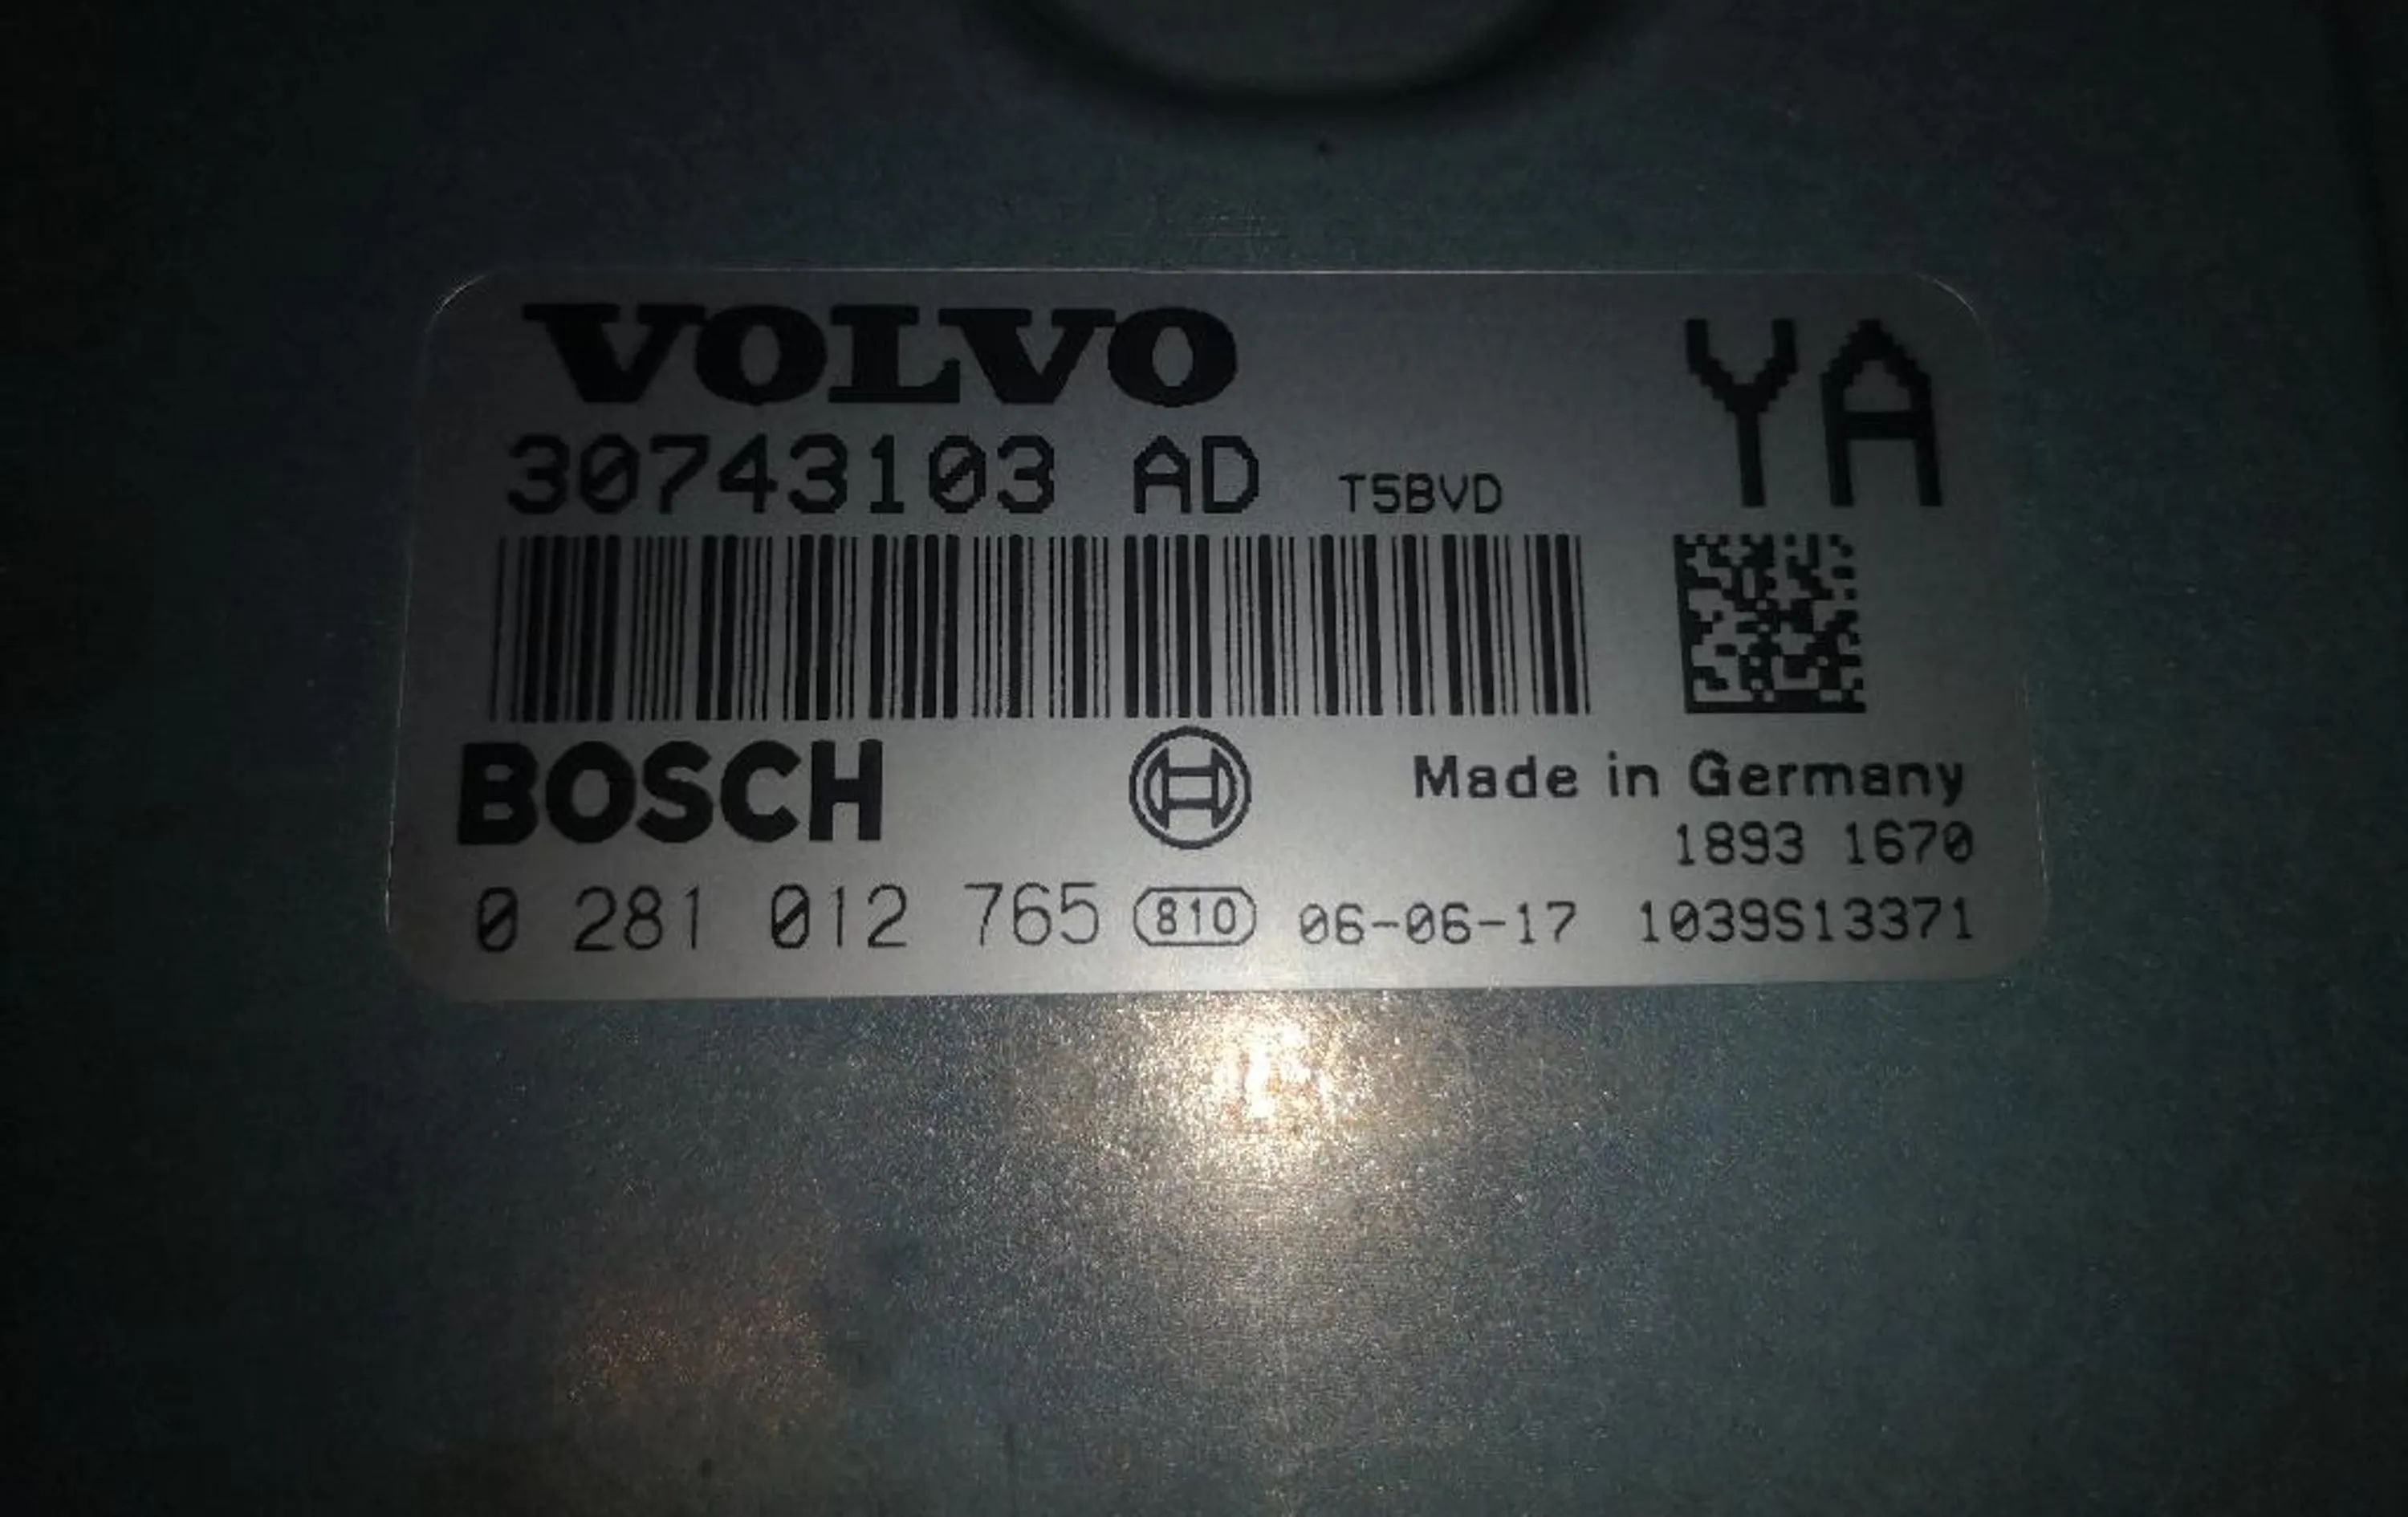 VOLVO
YA
30743103 AD T5BVD
BOSCH
Made in Germany
1893 1670
0 281 012 765 810 06-06-17 1039S13371